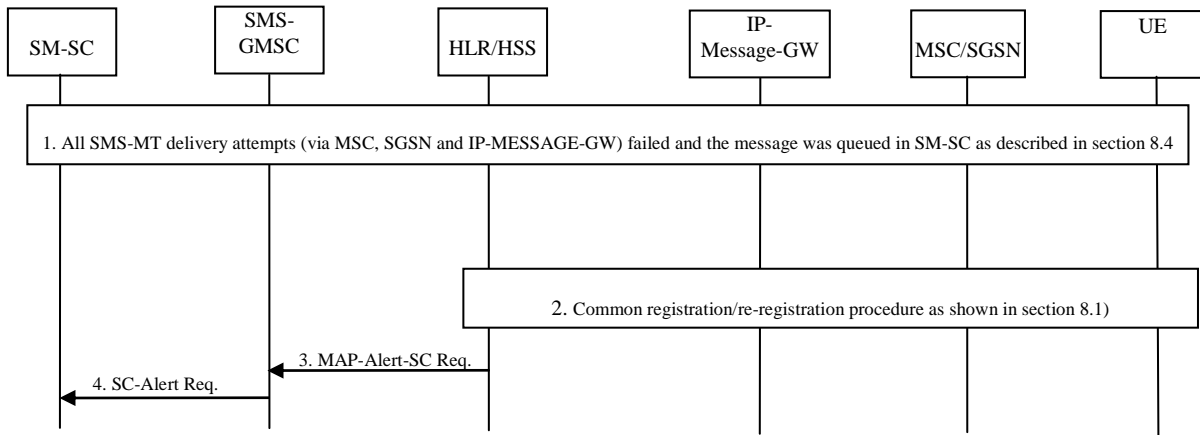 SM-SC
SMS-
GMSC
HLR/HSS
IP-
Message-GW
MSC/SGSN
UE
1. All SMS-MT delivery attempts (via MSC, SGSN and IP-MESSAGE-GW) failed and the message was queued in SM-SC as described in section 8.4
2. Common registration/re-registration procedure as shown in section 8.1)
3. MAP-Alert-SC Req.
4. SC-Alert Req.